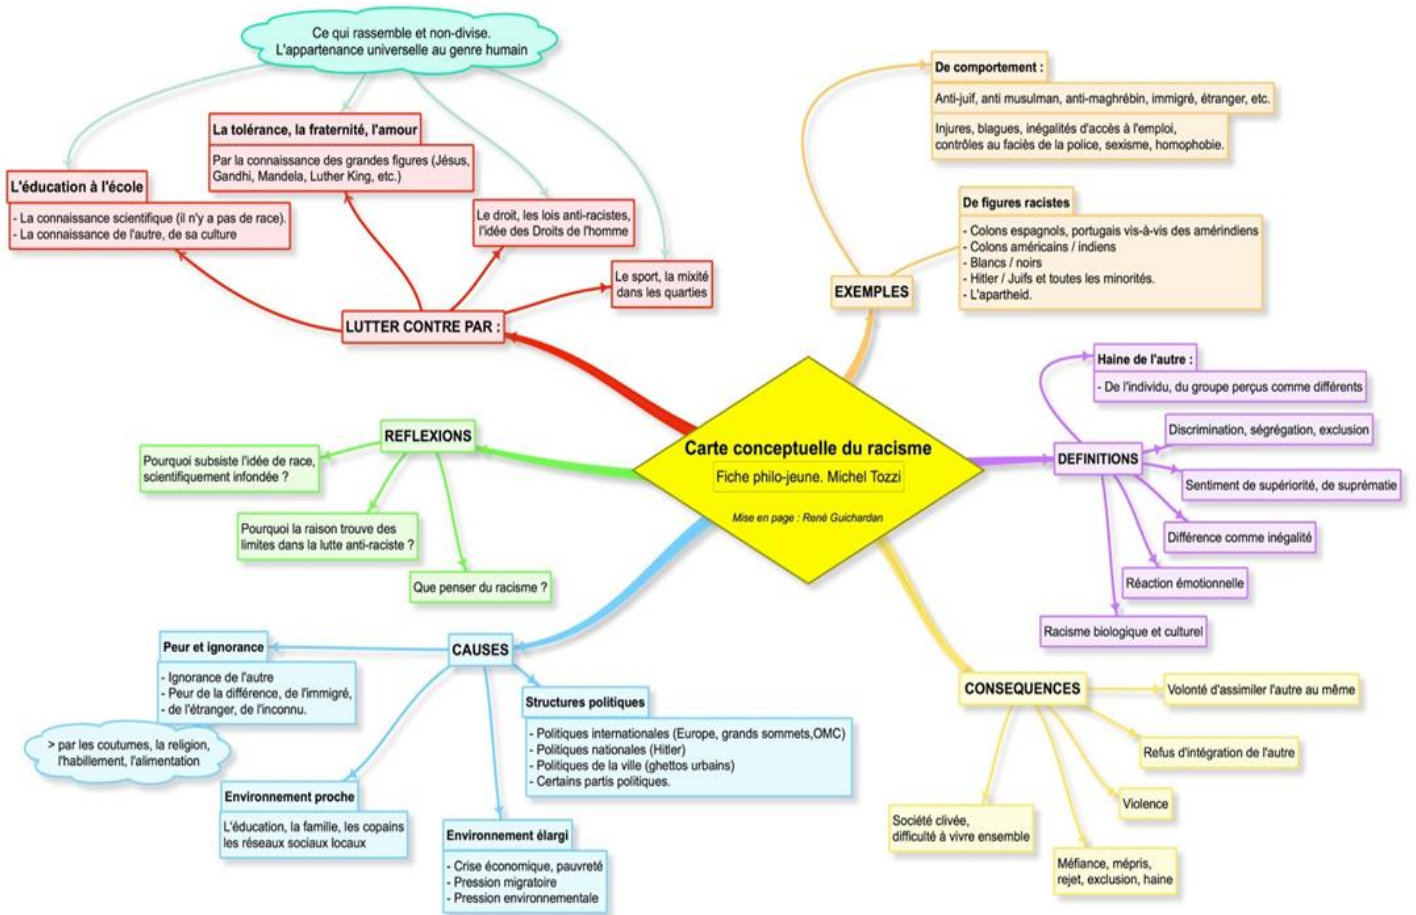 Ce qui rassemble et non-divise.
L'appartenance universelle au genre humain
La tolérance, la fraternité, l'amour
Par la connaissance des grandes figures (Jésus,
Gandhi, Mandela, Luther King, etc.)
L'éducation à l'école
- La connaissance scientifique (il n'y a pas de race).
- La connaissance de l'autre, de sa culture
Le droit, les lois anti-racistes,
l'idée des Droits de l'homme
Le sport, la mixité
dans les quarties
LUTTER CONTRE PAR :
De comportement :
Anti-juif, anti musulman, anti-maghrébin, immigré, étranger, etc.
Injures, blagues, inégalités d'accès à l'emploi,
contrôles au faciès de la police, sexisme, homophobie.
De figures racistes
- Colons espagnols, portugais vis-à-vis des amérindiens
- Colons américains / indiens
- Blancs / noirs
- Hitler / Juifs et toutes les minorités.
- L'apartheid.
EXEMPLES
Carte conceptuelle du racisme
Fiche philo-jeune. Michel Tozzi
Mise en page : René Guichardan
Haine de l'autre :
- De l'individu, du groupe perçus comme différents
Discrimination, ségrégation, exclusion
DEFINITIONS
Sentiment de supériorité, de suprématie
Différence comme inégalité
Réaction émotionnelle
Racisme biologique et culturel
REFLEXIONS
Pourquoi subsiste l'idée de race,
scientifiquement infondée ?
Pourquoi la raison trouve des
limites dans la lutte anti-raciste ?
Que penser du racisme ?
CAUSES
Peur et ignorance
- Ignorance de l'autre
- Peur de la différence, de l'immigré,
- de l'étranger, de l'inconnu.
> par les coutumes, la religion,
l'habillement, l'alimentation
Structures politiques
- Politiques internationales (Europe, grands sommets,OMC)
- Politiques nationales (Hitler)
- Politiques de la ville (ghettos urbains)
- Certains partis politiques.
Environnement proche
L'éducation, la famille, les copains
les réseaux sociaux locaux
Environnement élargi
- Crise économique, pauvreté
- Pression migratoire
- Pression environnementale
CONSEQUENCES
Volonté d'assimiler l'autre au même
Refus d'intégration de l'autre
Violence
Société clivée,
difficulté à vivre ensemble
Méfiance, mépris,
rejet, exclusion, haine